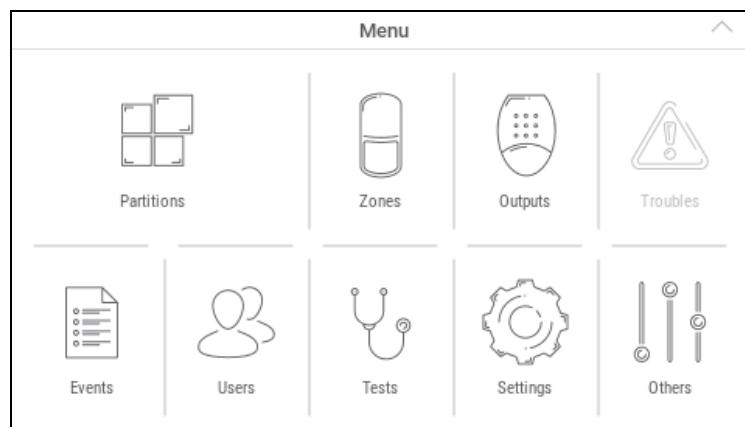 Menu
Partitions
Zones
Outputs
Troubles
Events
Users
Tests
Settings
Others